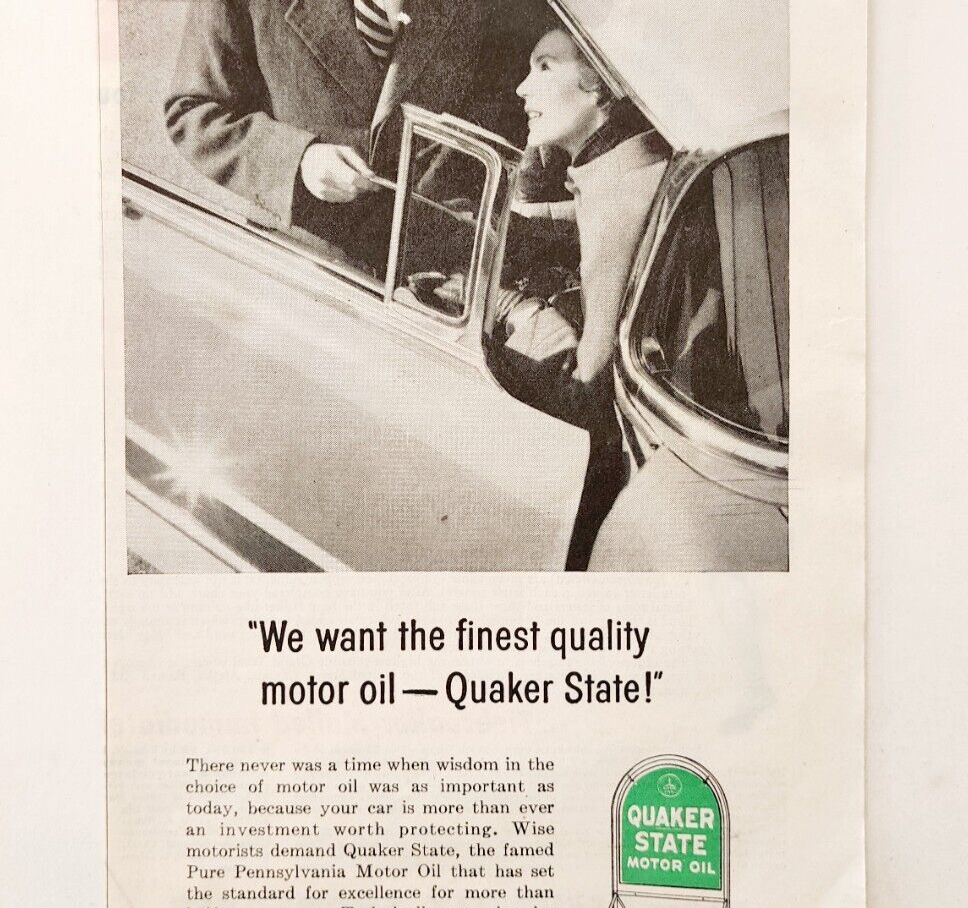 "We want the finest quality
motor oil — Quaker State!"
There never was a time when wisdom in the
choice of motor oil was as important as
today, because your car is more than ever
an investment worth protecting. Wise
motorists demand Quaker State, the famed
Pure Pennsylvania Motor Oil that has set
the standard for excellence for more than
QUAKER
STATE
MOTOR OIL